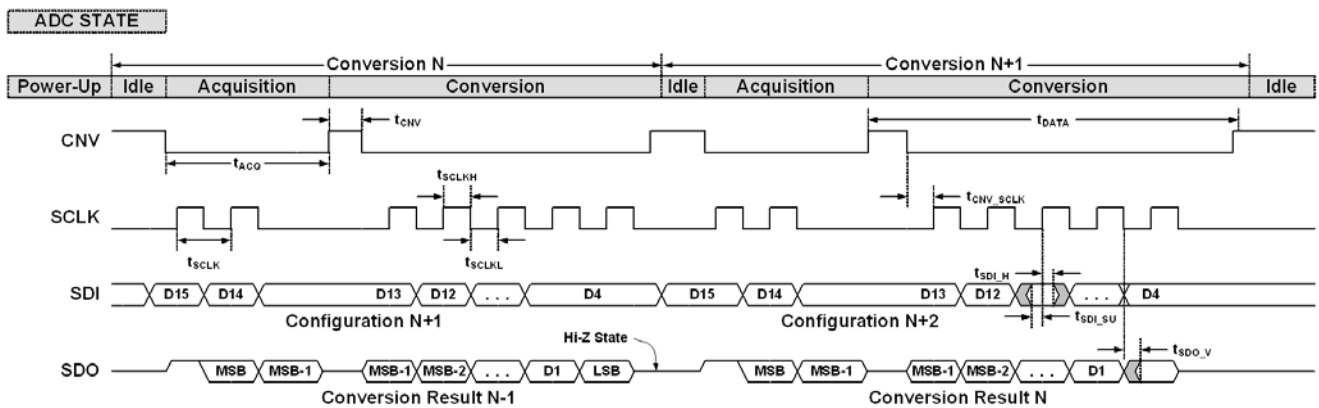 ADC STATE
Conversion N Conversion N+1
Power-Up Idle Acquisition Conversion Idle Acquisition Conversion Idle
tCNV tDATA
CNV
tACQ
tSCLKH
tCNV_SCLK
SCLK
tSCLK tSCLKL
tSDI_H
SDI D15 D14 D13 D12 . . . D4 D15 D14 D13 D12 . . . D4
Configuration N+1 Configuration N+2 tSDI_SU
Hi-Z State
tSDO_V
SDO MSB MSB-1 MSB-1 MSB-2 . . . D1 LSB MSB MSB-1 MSB-1 MSB-2 . . . D1
Conversion Result N-1 Conversion Result N